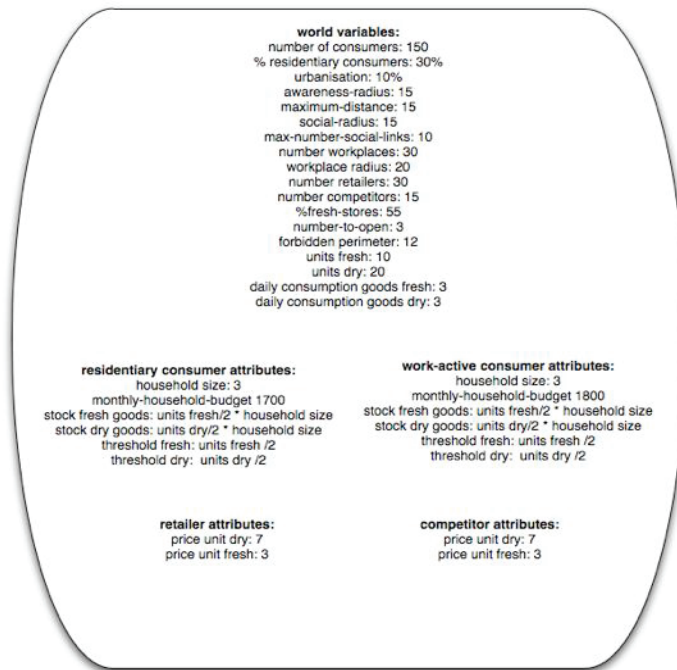 world variables:
number of consumers: 150
% residentiary consumers: 30%
urbanisation: 10%
awareness-radius: 15
maximum-distance: 15
social-radius: 15
max-number-social-links: 10
number workplaces: 30
workplace radius: 20
number retailers: 30
number competitors: 15
%fresh-stores: 55
number-to-open: 3
forbidden perimeter: 12
units fresh: 10
units dry: 20
daily consumption goods fresh: 3
daily consumption goods dry: 3
residentiary consumer attributes:
household size: 3
monthly-household-budget 1700
stock fresh goods: units fresh/2 * household size
stock dry goods: units dry/2 * household size
threshold fresh: units fresh /2
threshold dry: units dry /2
work-active consumer attributes:
household size: 3
monthly-household-budget 1800
stock fresh goods: units fresh/2 * household size
stock dry goods: units dry/2 * household size
threshold fresh: units fresh /2
threshold dry: units dry /2
retailer attributes:
price unit dry: 7
price unit fresh: 3
competitor attributes:
price unit dry: 7
price unit fresh: 3